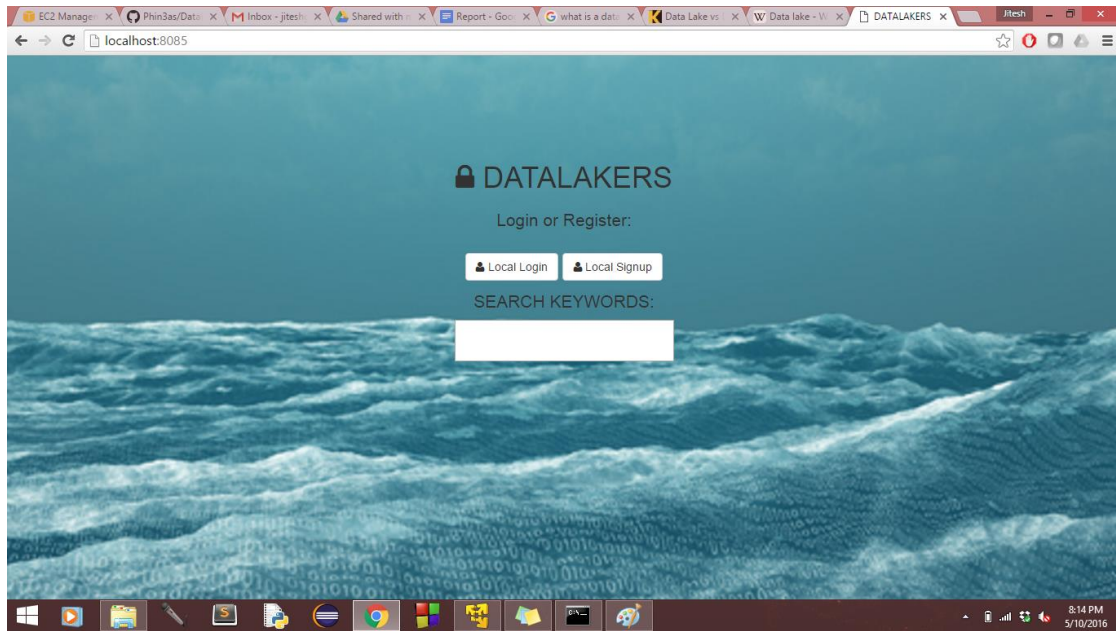 EC2 Manage
Phin3as/Data
M Inbox - jitesh
Shared with m
Report - Goo
G what is a data
K Data Lake vs
W Data lake - W
DATALAKERS
Jitesh
localhost:8085
DATALAKERS
Login or Register:
Local Login
Local Signup
SEARCH KEYWORDS:
8:14 PM
5/10/2016